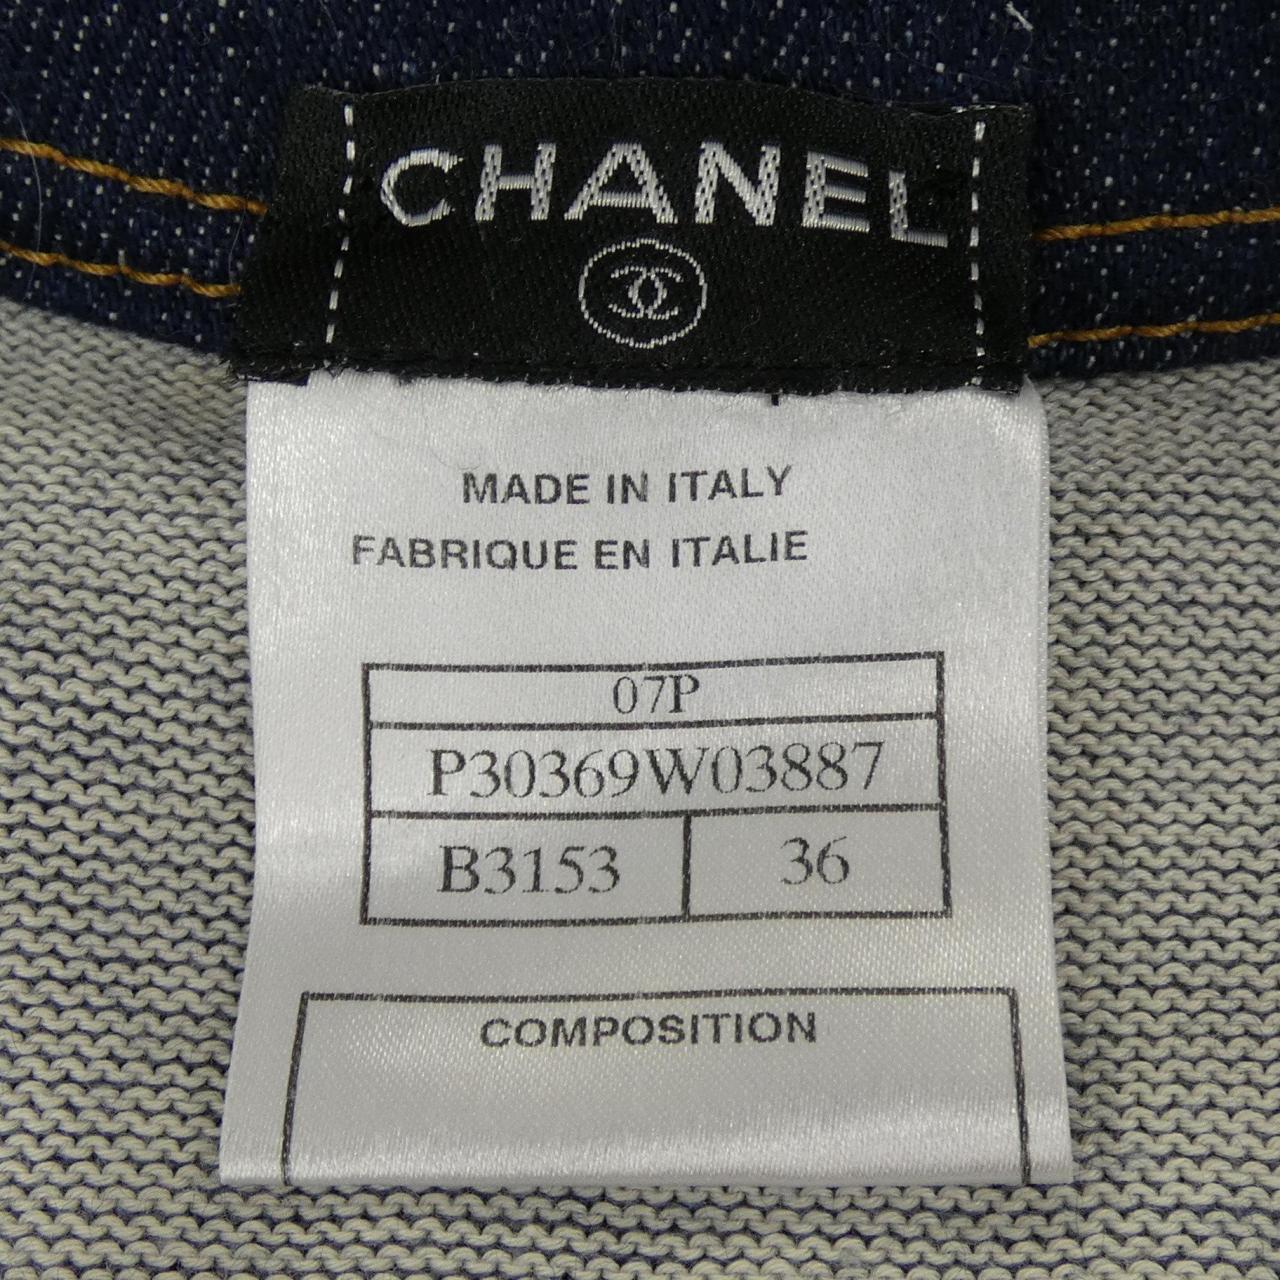 CHANEL
MADE IN ITALY
FABRIQUE EN ITALIE
07P
P30369W03887
B3153 36
COMPOSITION